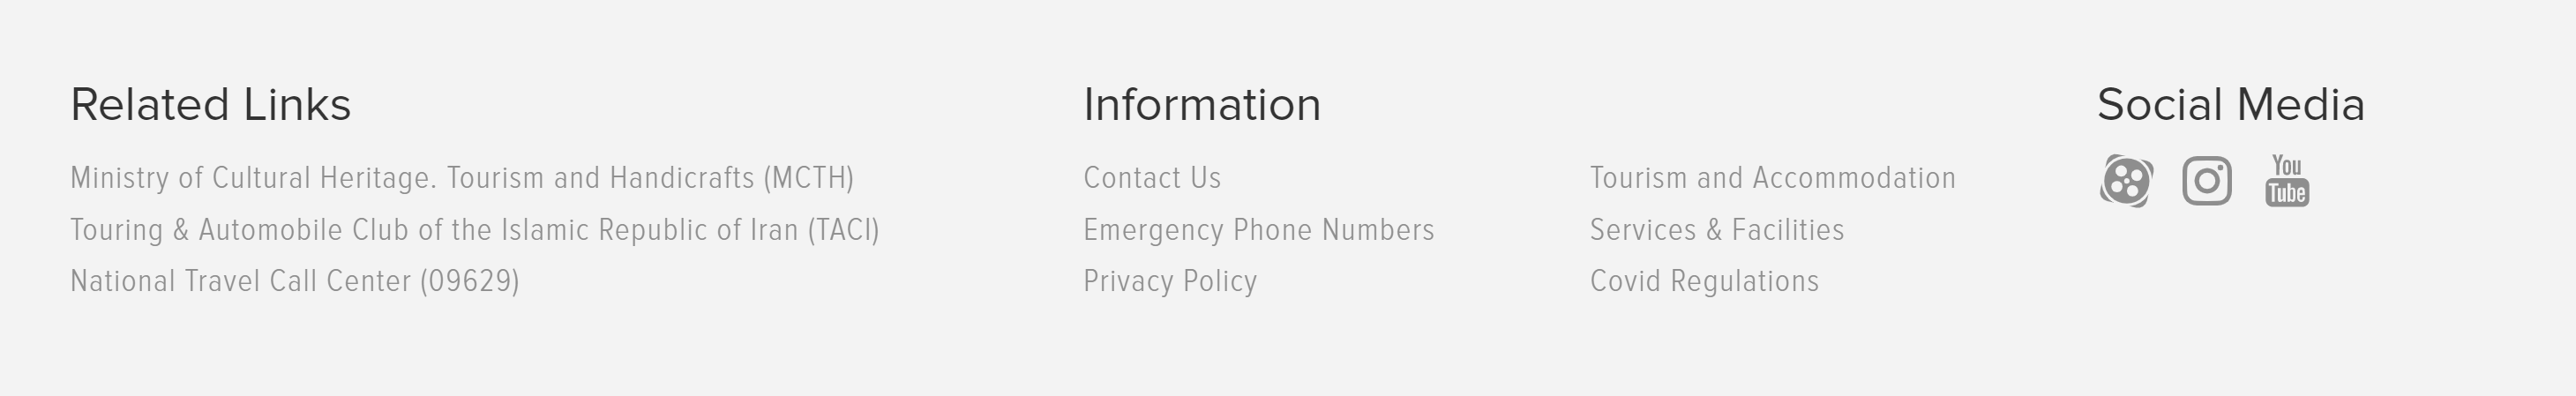 Related Links
Ministry of Cultural Heritage. Tourism and Handicrafts (MCTH)
Touring & Automobile Club of the Islamic Republic of Iran (TACI)
National Travel Call Center (09629)
Information
Contact Us
Emergency Phone Numbers
Privacy Policy
Tourism and Accommodation
Services & Facilities
Covid Regulations
Social Media
You
Tube